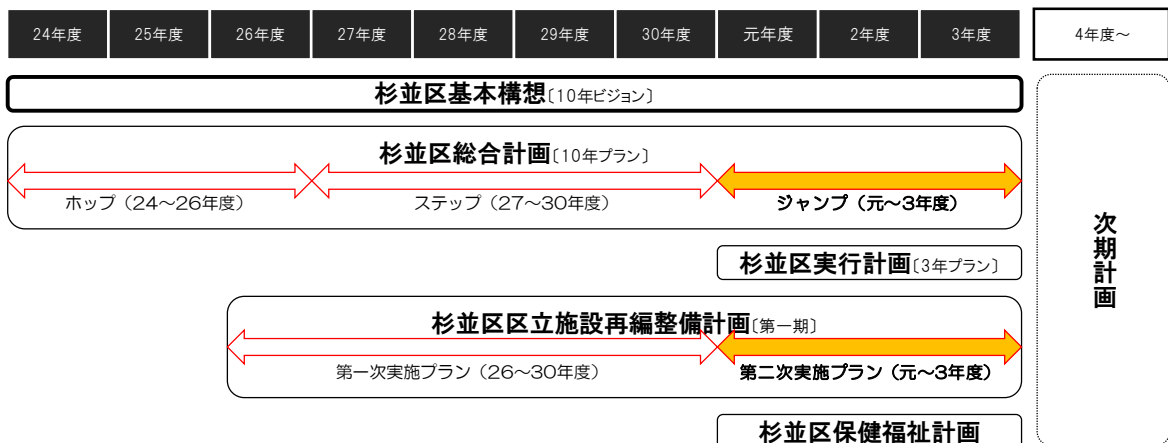 24年度 25年度 26年度 27年度 28年度 29年度 30年度 元年度 2年度 3年度 4年度～
杉並区基本構想〔10年ビジョン〕
杉並区総合計画〔10年プラン〕
ホップ（24～26年度） ステップ（27～30年度） ジャンプ（元～3年度）
杉並区実行計画〔3年プラン〕
杉並区区立施設再編整備計画〔第一期〕
第一次実施プラン（26～30年度） 第二次実施プラン（元～3年度）
杉並区保健福祉計画
次期計画